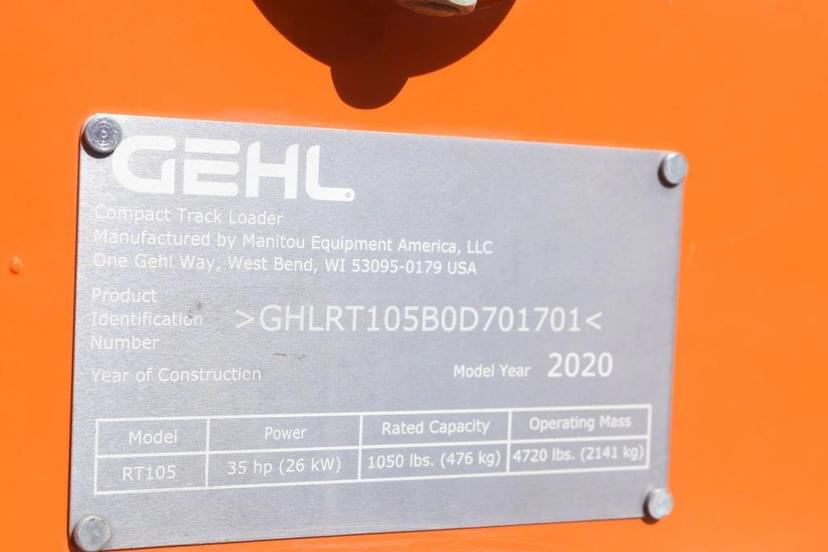 GEHL
Compact Track Loader
Manufactured by Manitou Equipment America, LLC
One Gehl Way, West Bend, WI 53095-0179 USA
Product
Identification
Number
>GHLRT105B0D701701<
Year of Construction
Model Year 2020
Model Power Rated Capacity Operating Mass
RT105 35 hp (26 kW) 1050 lbs. (476 kg) 4720 lbs. (2141 kg)